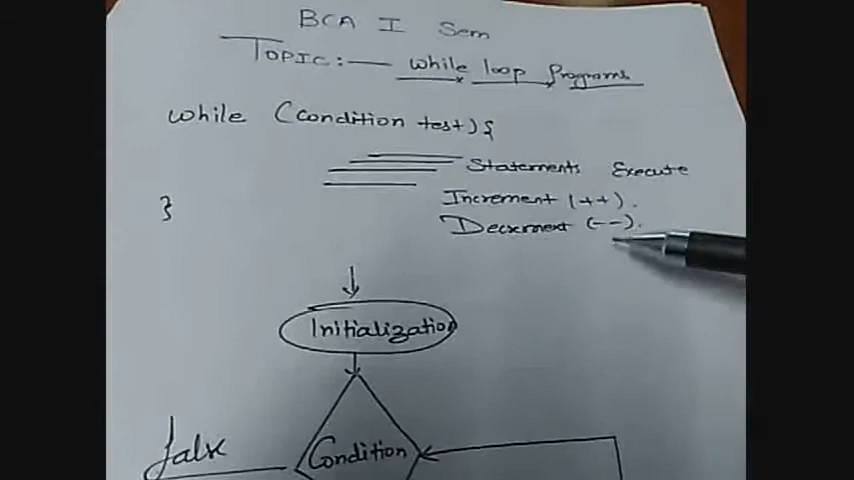 BCA I Sem
TOPIC:— while loop Programs
while (condition test){
Statements Execute
Increment (++).
Decrement (--).
}
Initialization
Condition
false